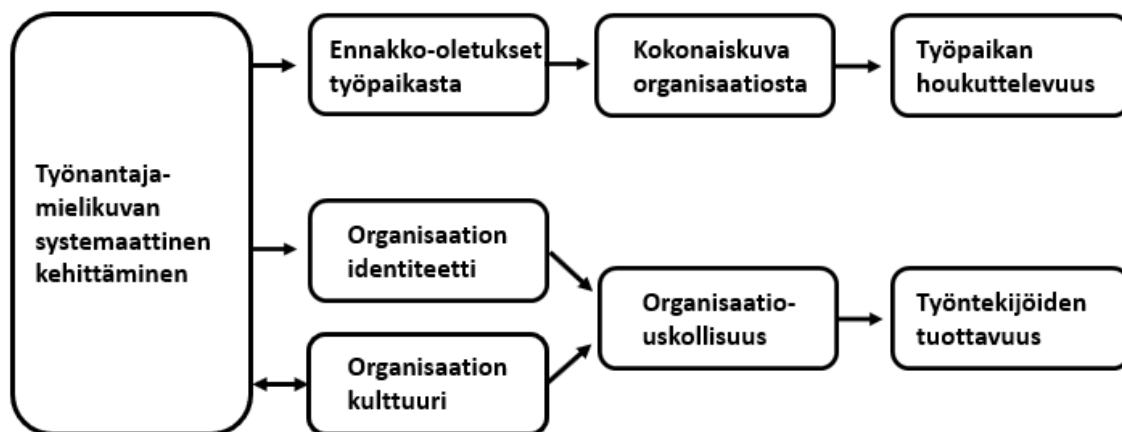 Työnantaja-
mielikuvan
systemaattinen
kehittäminen
Ennakko-oletukset
työpaikasta
Kokonaiskuva
organisaatiosta
Työpaikan
houkuttelevuus
Organisaation
identiteetti
Organisaation
kulttuuri
Organisaatio-
uskollisuus
Työntekijöiden
tuottavuus